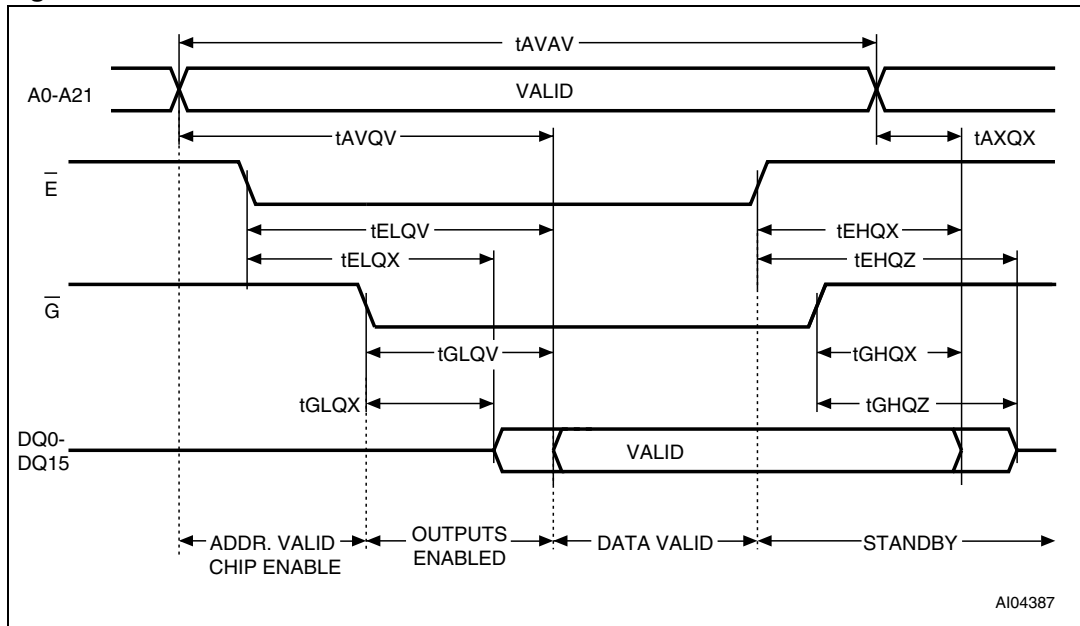 tAVAV
A0-A21
VALID
tAVQV
tAXQX
E
tELQV
tEHQX
tELQX
tEHQZ
G
tGLQV
tGHQX
tGLQX
tGHQZ
DQ0-
DQ15
VALID
ADDR. VALID
CHIP ENABLE
OUTPUTS
ENABLED
DATA VALID
STANDBY
AI04387